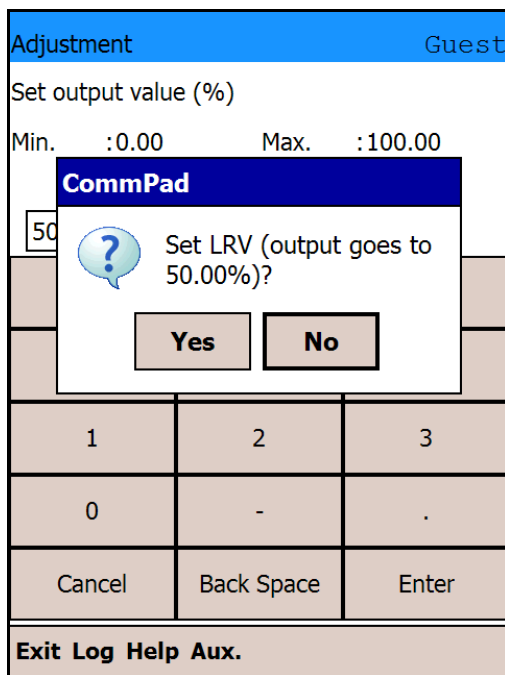 Adjustment Guest
Set output value (%)
Min. :0.00 Max. :100.00
CommPad
50
Set LRV (output goes to
50.00%)?
Yes No
1 2 3
0 - .
Cancel Back Space Enter
Exit Log Help Aux.